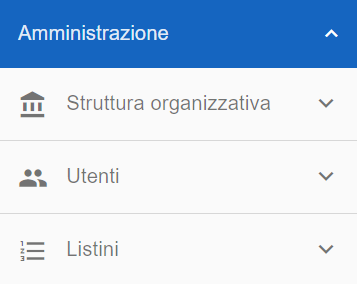 Amministrazione
Struttura organizzativa
Utenti
Listini